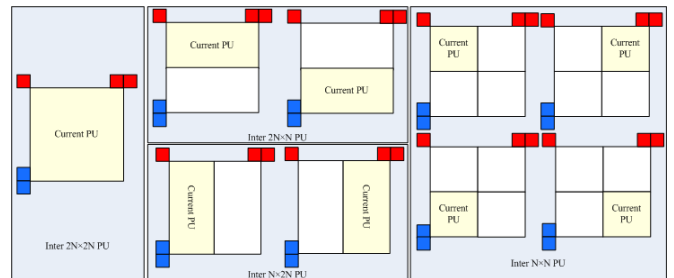 Current PU
Inter 2N×2N PU
Current PU
Current PU
Inter 2N×N PU
Current PU
Current PU
Inter N×2N PU
Current
PU
Current
PU
Current
PU
Current
PU
Inter N×N PU